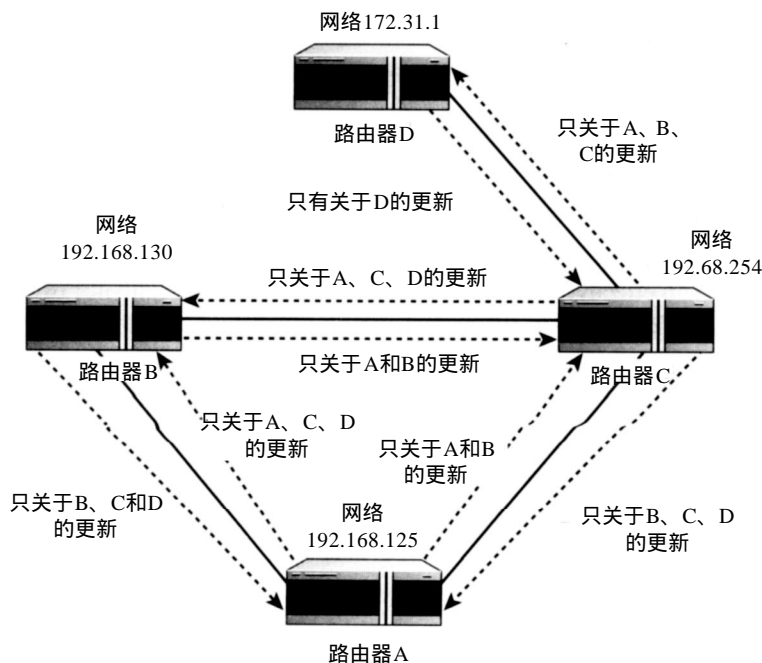 网络172.31.1
路由器D
只关于A、B、
C的更新
只有关于D的更新
网络
192.168.130
网络
192.68.254
只关于A、C、D的更新
只关于A和B的更新
路由器B
路由器C
只关于A、C、D
的更新
只关于A和B
的更新
只关于B、C和D
的更新
网络
192.168.125
只关于B、C、D
的更新
路由器A